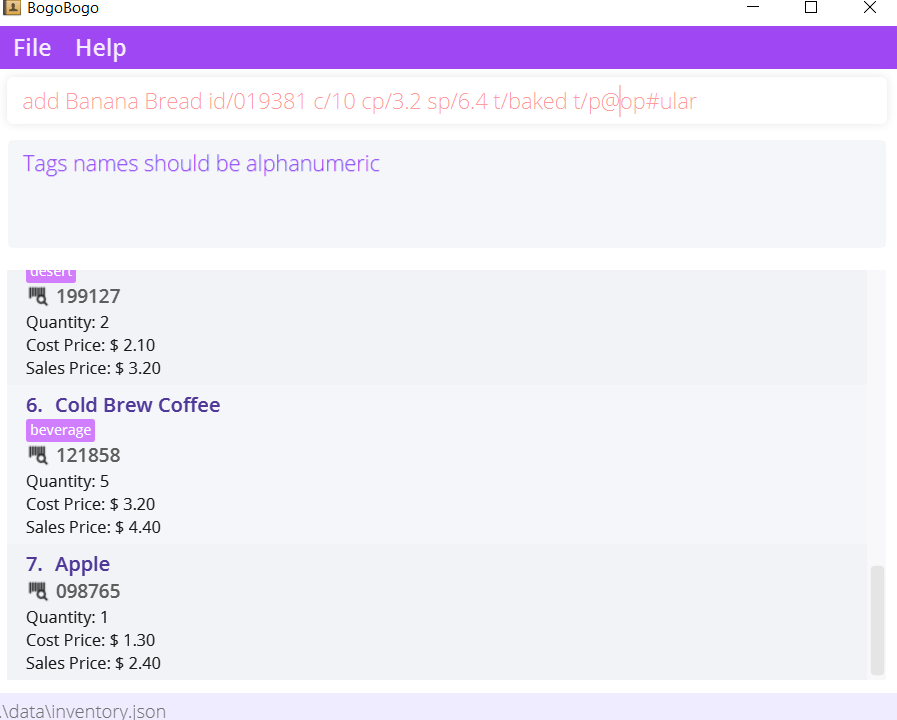 BogoBogo
File Help
add Banana Bread id/019381 c/10 cp/3.2 sp/6.4 t/baked t/p@op#ular
Tags names should be alphanumeric
desert
199127
Quantity: 2
Cost Price: $ 2.10
Sales Price: $ 3.20
6. Cold Brew Coffee
beverage
121858
Quantity: 5
Cost Price: $ 3.20
Sales Price: $ 4.40
7. Apple
098765
Quantity: 1
Cost Price: $ 1.30
Sales Price: $ 2.40
.\data\inventory.json